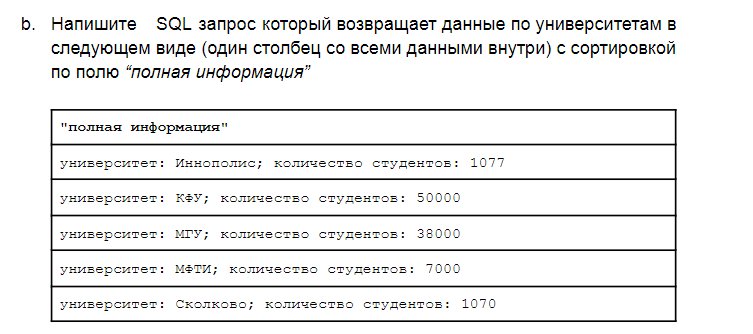 b. Напишите SQL запрос который возвращает данные по университетам в
следующем виде (один столбец со всеми данными внутри) с сортировкой
по полю “полная информация”
"полная информация"
университет: Иннополис; количество студентов: 1077
университет: КФУ; количество студентов: 50000
университет: МГУ; количество студентов: 38000
университет: МФТИ; количество студентов: 7000
университет: Сколково; количество студентов: 1070